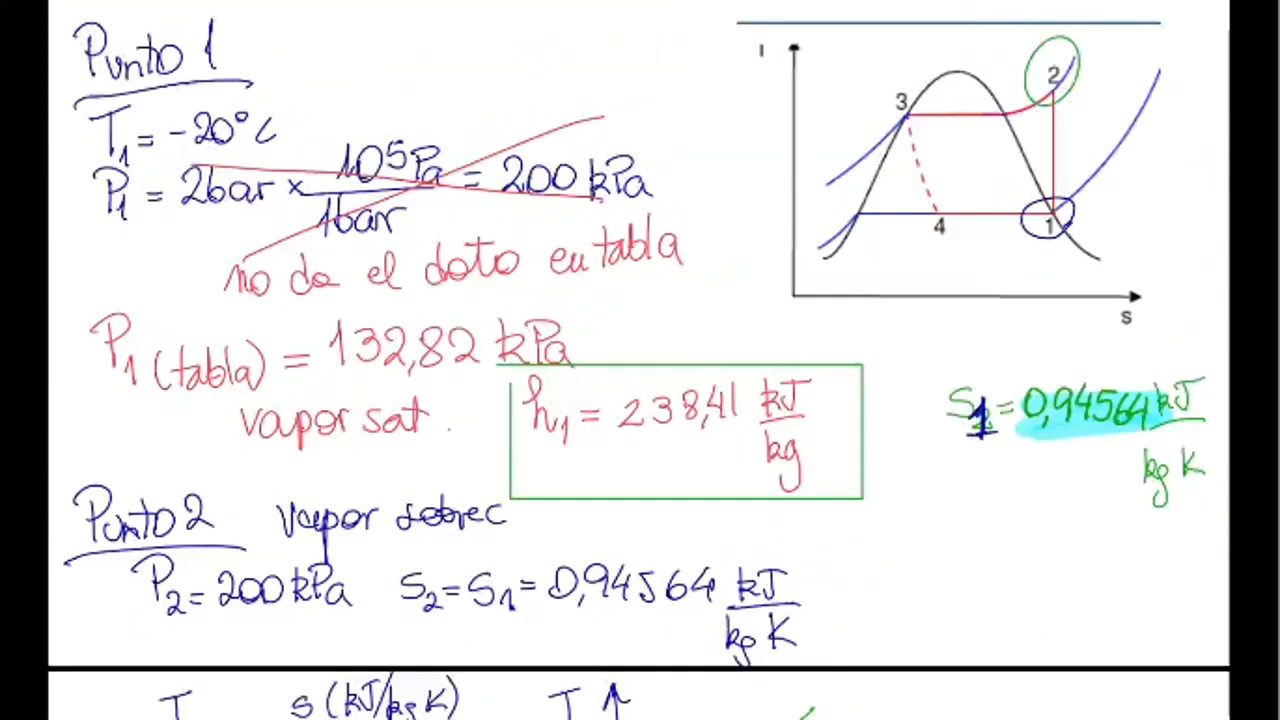 Punto 1
T₁ = -20°C
P₁ = 2bar × 10⁵Pa / 1bar = 200 kPa
no da el dato en tabla
P₁ (tabla) = 132,82 kPa
vapor sat.
h₁ = 238,41 kJ/kg
2
3
4
1
s
S₁ = 0,94564 kJ/kg K
Punto 2 vapor sobrec
P₂ = 200 kPa S₂ = S₁ = 0,94564 kJ/kg K
T s (kJ/kg K) T ↑